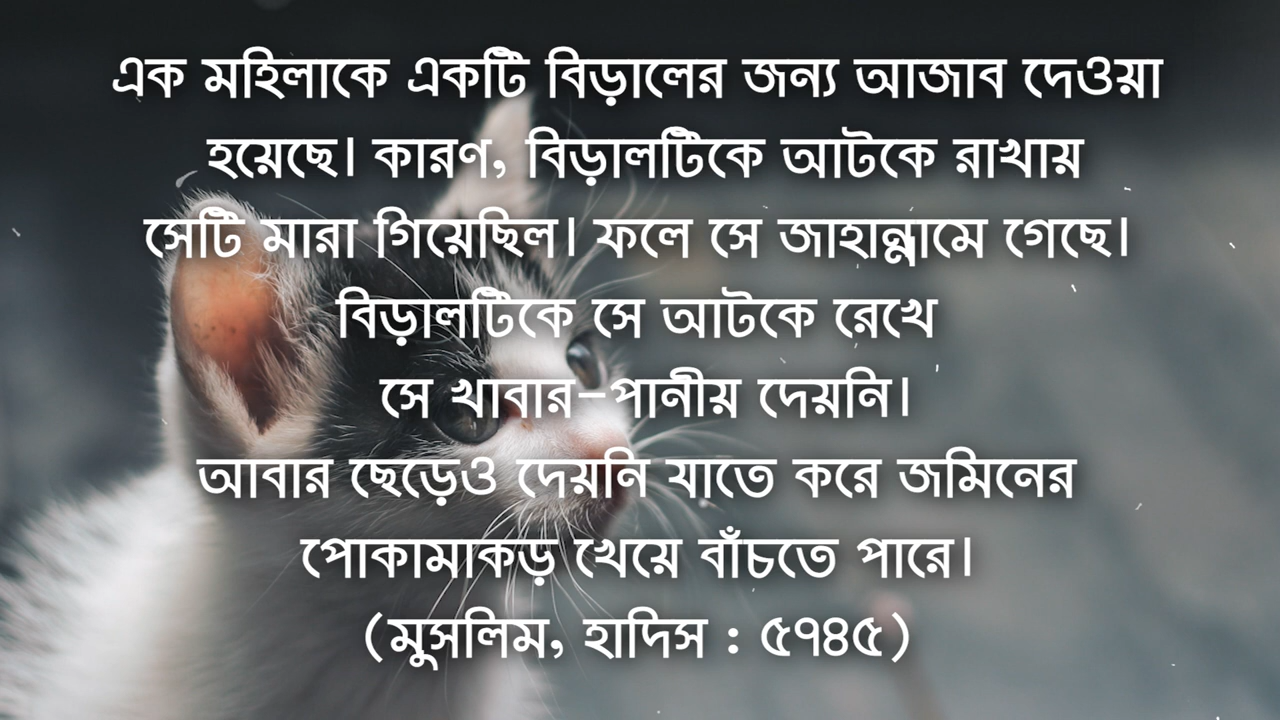 এক মহিলাকে একটি বিড়ালের জন্য আজাব দেওয়া
হয়েছে। কারণ, বিড়ালটিকে আটকে রাখায়
সেটি মারা গিয়েছিল। ফলে সে জাহান্নামে গেছে।
বিড়ালটিকে সে আটকে রেখে
সে খাবার-পানীয় দেয়নি।
আবার ছেড়েও দেয়নি যাতে করে জমিনের
পোকামাকড় খেয়ে বাঁচতে পারে।
(মুসলিম, হাদিস : ৫৭৪৫)